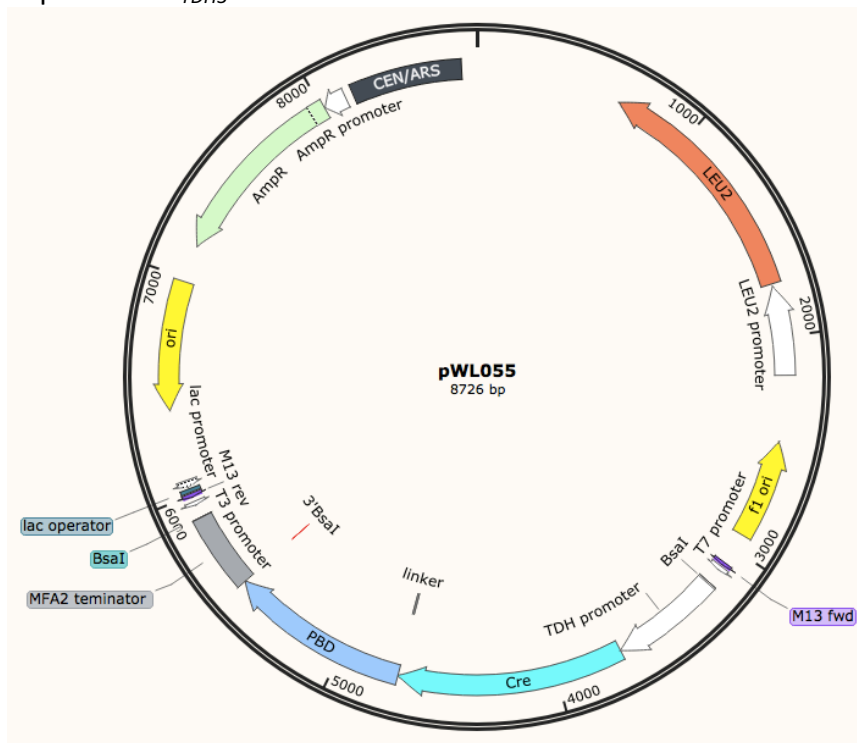 CEN/ARS
8000
1000
AmpR promoter
LEU2
AmpR
7000
LEU2 promoter
2000
ori
pWL055
8726 bp
lac promoter
M13 rev
T3 promoter
3'BsaI
f1 ori
T7 promoter
BsaI
3000
lac operator
6000
BsaI
linker
MFA2 teminator
TDH promoter
M13 fwd
PBD
Cre
5000
4000